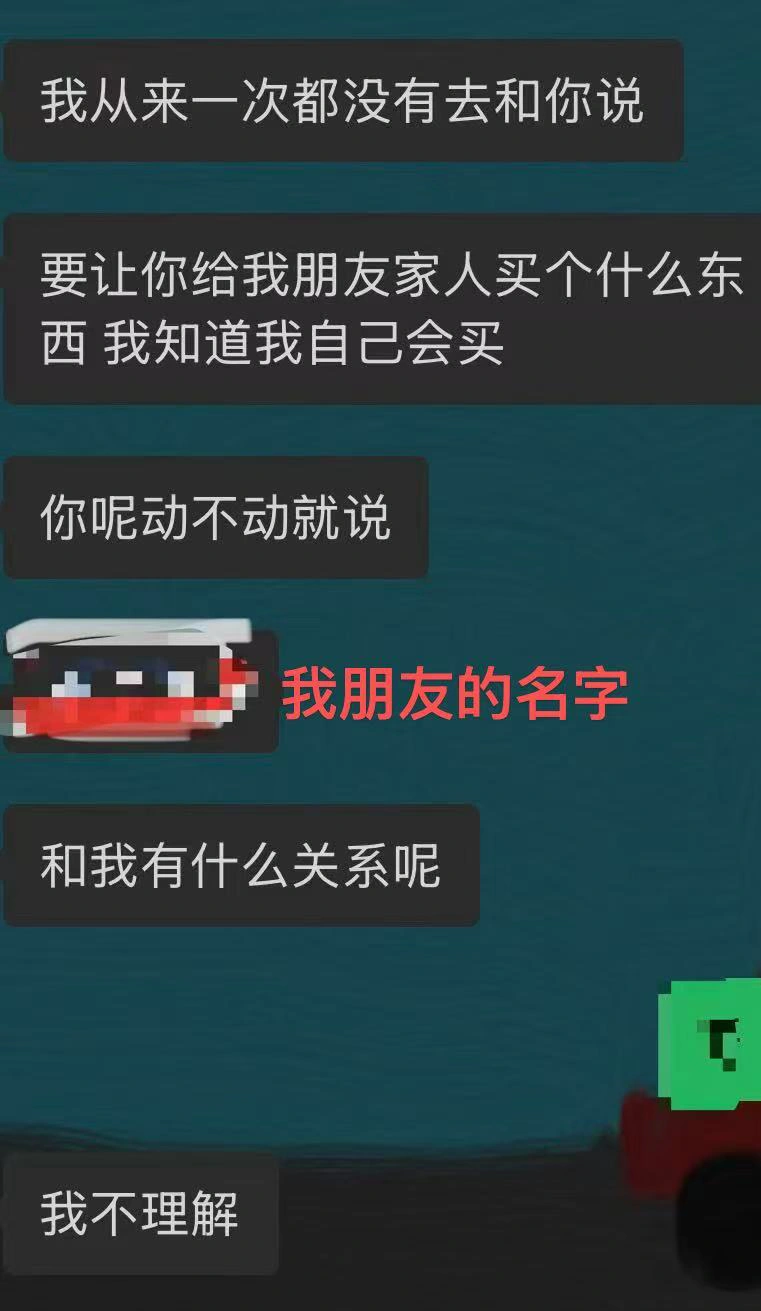 我从来一次都没有去和你说
要让你给我朋友家人买个什么东
西 我知道我自己会买
你呢动不动就说
我朋友的名字
和我有什么关系呢
我不理解